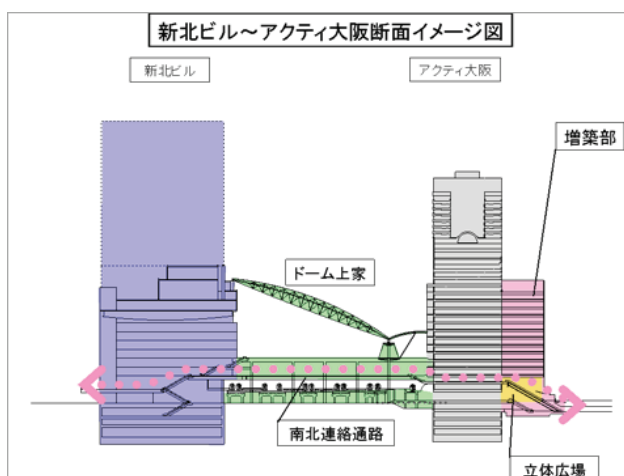 新北ビル～アクティ大阪断面イメージ図
新北ビル
アクティ大阪
増築部
ドーム上家
南北連絡通路
立体広場